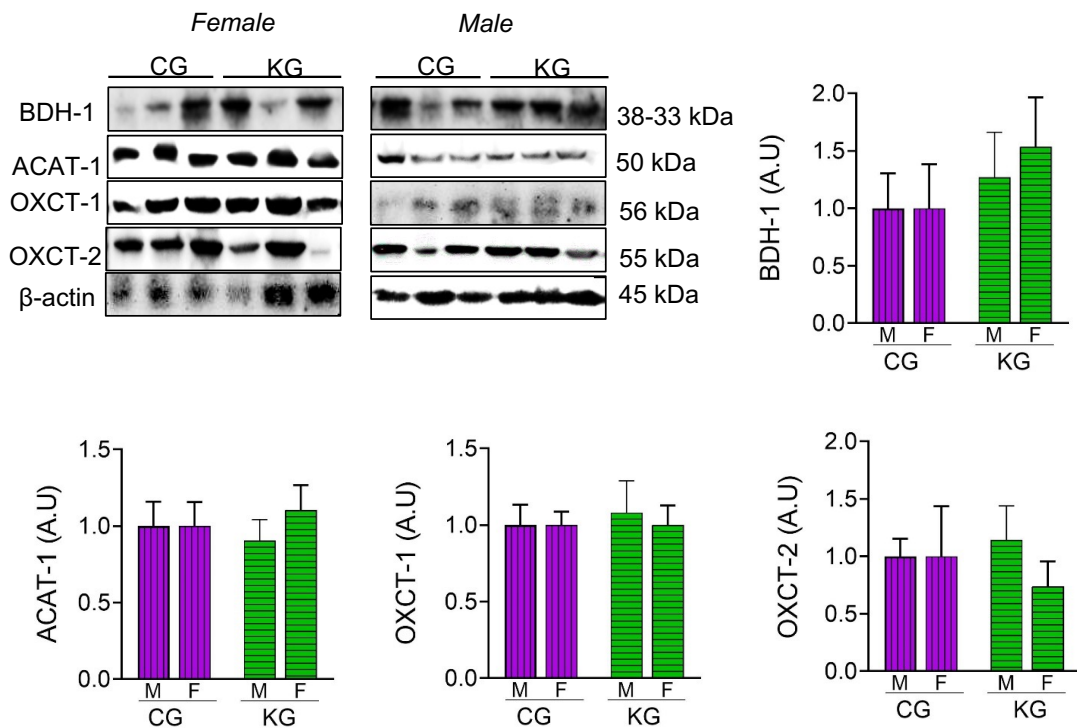 Female Male
CG KG CG KG
BDH-1 38-33 kDa
ACAT-1 50 kDa
OXCT-1 56 kDa
OXCT-2 55 kDa
β-actin 45 kDa
BDH-1 (A.U)
2.0
1.5
1.0
0.5
0.0
M F M F
CG KG
ACAT-1 (A.U)
1.5
1.0
0.5
0.0
M F M F
CG KG
OXCT-1 (A.U)
1.5
1.0
0.5
0.0
M F M F
CG KG
OXCT-2 (A.U)
2.0
1.5
1.0
0.5
0.0
M F M F
CG KG